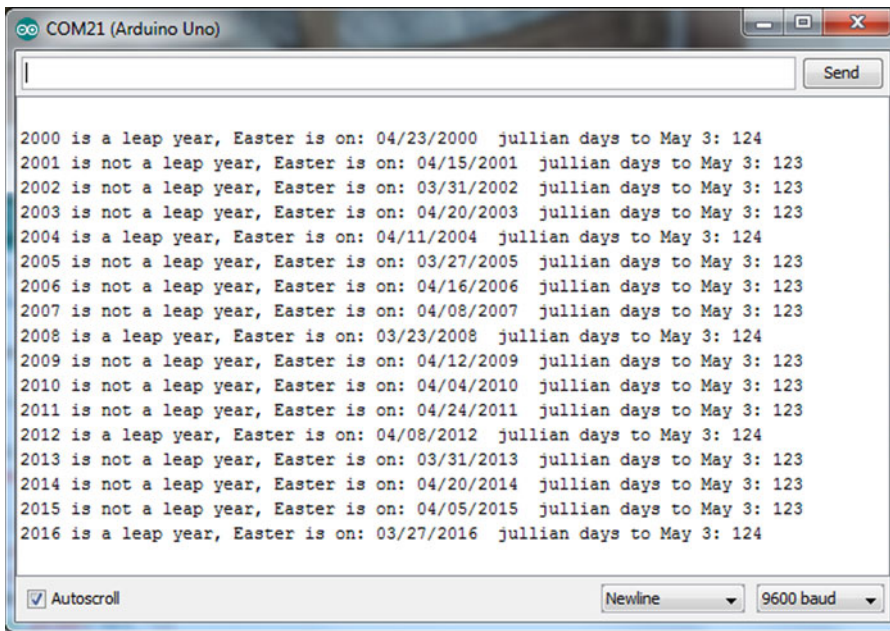 COM21 (Arduino Uno)
Send
2000 is a leap year, Easter is on: 04/23/2000  jullian days to May 3: 124
2001 is not a leap year, Easter is on: 04/15/2001  jullian days to May 3: 123
2002 is not a leap year, Easter is on: 03/31/2002  jullian days to May 3: 123
2003 is not a leap year, Easter is on: 04/20/2003  jullian days to May 3: 123
2004 is a leap year, Easter is on: 04/11/2004  jullian days to May 3: 124
2005 is not a leap year, Easter is on: 03/27/2005  jullian days to May 3: 123
2006 is not a leap year, Easter is on: 04/16/2006  jullian days to May 3: 123
2007 is not a leap year, Easter is on: 04/08/2007  jullian days to May 3: 123
2008 is a leap year, Easter is on: 03/23/2008  jullian days to May 3: 124
2009 is not a leap year, Easter is on: 04/12/2009  jullian days to May 3: 123
2010 is not a leap year, Easter is on: 04/04/2010  jullian days to May 3: 123
2011 is not a leap year, Easter is on: 04/24/2011  jullian days to May 3: 123
2012 is a leap year, Easter is on: 04/08/2012  jullian days to May 3: 124
2013 is not a leap year, Easter is on: 03/31/2013  jullian days to May 3: 123
2014 is not a leap year, Easter is on: 04/20/2014  jullian days to May 3: 123
2015 is not a leap year, Easter is on: 04/05/2015  jullian days to May 3: 123
2016 is a leap year, Easter is on: 03/27/2016  jullian days to May 3: 124
Autoscroll Newline 9600 baud